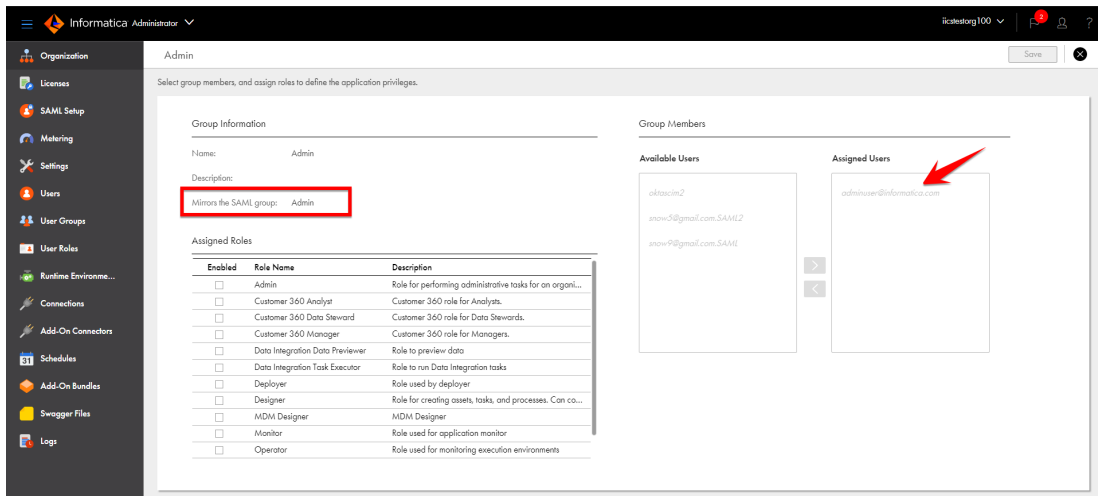 Informatica Administrator
iicstestorg100
2
?
Organization
Licenses
SAML Setup
Metering
Settings
Users
User Groups
User Roles
Runtime Environme...
Connections
Add-On Connectors
31 Schedules
Add-On Bundles
Swagger Files
Logs
Admin
Save
Select group members, and assign roles to define the application privileges.
Group Information
Name: Admin
Description:
Mirrors the SAML group: Admin
Assigned Roles
Enabled Role Name Description
Admin Role for performing administrative tasks for an organi...
Customer 360 Analyst Customer 360 role for Analysts.
Customer 360 Data Steward Customer 360 role for Data Stewards.
Customer 360 Manager Customer 360 role for Managers.
Data Integration Data Previewer Role to preview data
Data Integration Task Executor Role to run Data Integration tasks
Deployer Role used by deployer
Designer Role for creating assets, tasks, and processes. Can co...
MDM Designer MDM Designer
Monitor Role used for application monitor
Operator Role used for monitoring execution environments
Group Members
Available Users
oktascim2
snow5@gmail.com.SAML2
snow9@gmail.com.SAML
Assigned Users
adminuser@informatica.com